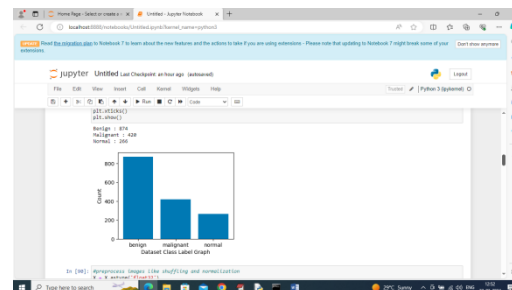 Home Page - Select or create a n
Untitled - Jupyter Notebook
localhost:8888/notebooks/Untitled.ipynb?kernel_name=python3
Read the migration plan to Notebook 7 to learn about the new features and the actions to take if you are using extensions - Please note that updating to Notebook 7 might break some of your extensions.
Don't show anymore
jupyter Untitled Last Checkpoint: an hour ago (autosaved)
Logout
File Edit View Insert Cell Kernel Widgets Help
Trusted Python 3 (ipykernel)
Run Code
plt.xticks()
plt.show()
Benign : 874
Malignant : 420
Normal : 266
800
600
400
200
0
Count
benign malignant normal
Dataset Class Label Graph
In [90]: #preprocess images like shuffling and normalization
X = X.astype('float32')
Type here to search
29°C Sunny
ENG